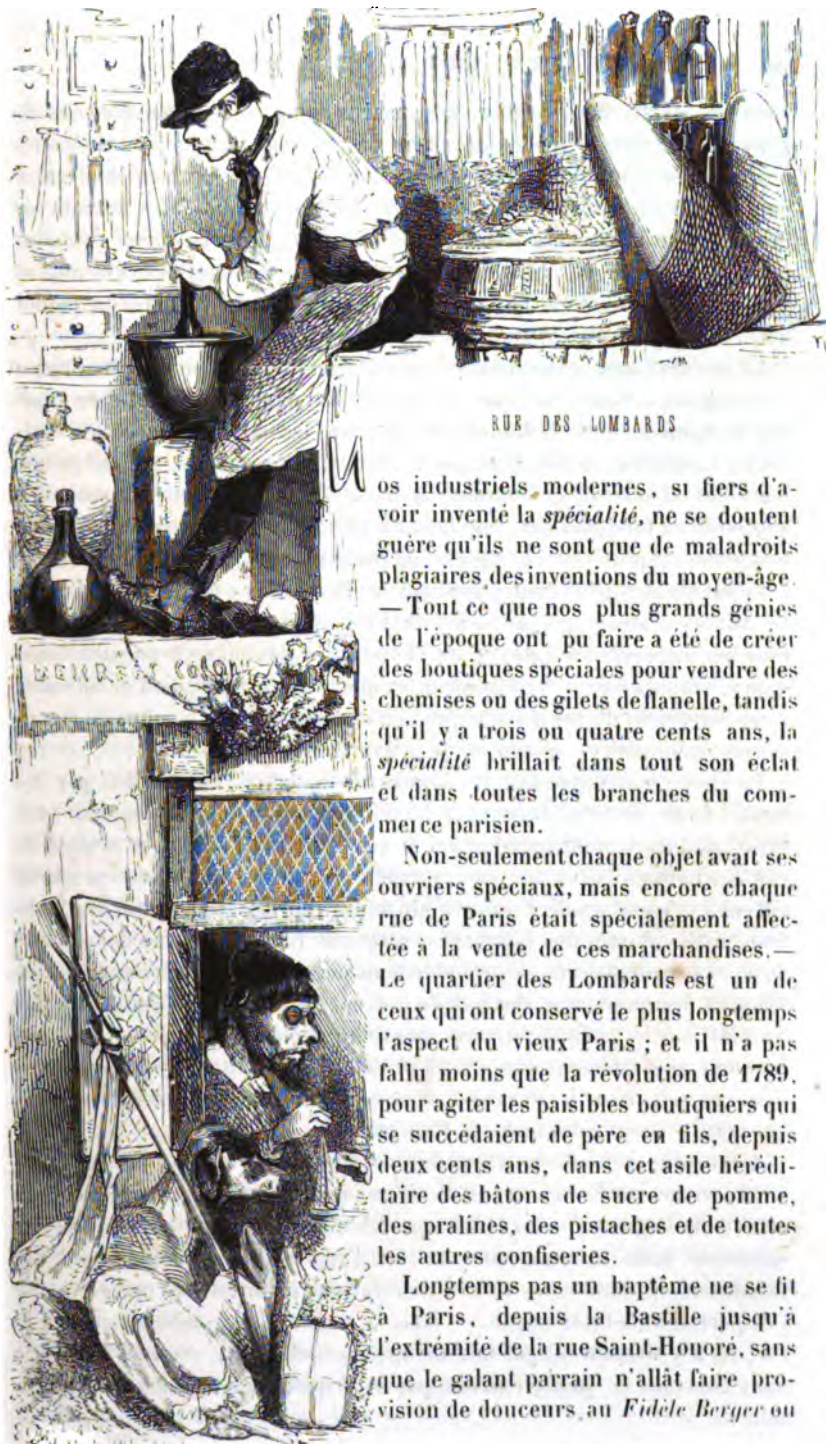 RUE DES LOMBARDS
Nos industriels modernes, si fiers d'a-
voir inventé la spécialité, ne se doutent
guère qu'ils ne sont que de maladroits
plagiaires des inventions du moyen-âge.
— Tout ce que nos plus grands génies
de l'époque ont pu faire a été de créer
des boutiques spéciales pour vendre des
chemises ou des gilets de flanelle, tandis
qu'il y a trois ou quatre cents ans, la
spécialité brillait dans tout son éclat
et dans toutes les branches du com-
merce parisien.
Non-seulement chaque objet avait ses
ouvriers spéciaux, mais encore chaque
rue de Paris était spécialement affec-
tée à la vente de ces marchandises. —
Le quartier des Lombards est un de
ceux qui ont conservé le plus longtemps
l'aspect du vieux Paris ; et il n'a pas
fallu moins que la révolution de 1789,
pour agiter les paisibles boutiquiers qui
se succédaient de père en fils, depuis
deux cents ans, dans cet asile hérédi-
taire des bâtons de sucre de pomme,
des pralines, des pistaches et de toutes
les autres confiseries.
Longtemps pas un baptême ne se fit
à Paris, depuis la Bastille jusqu'à
l'extrémité de la rue Saint-Honoré, sans
que le galant parrain n'allât faire pro-
vision de douceurs au Fidèle Berger ou